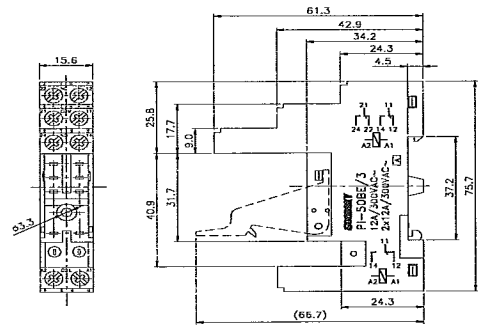 61.3
42.9
34.2
24.3
4.5
15.6
25.8
17.7
9.0
40.9
31.7
ø3.3
21 11
24 22 14 12
A2 A1
PI-50BE/3
12A/300VAC~
2x12A/300VAC~
37.2
75.7
11
14 12
A2 A1
24.3
(66.7)